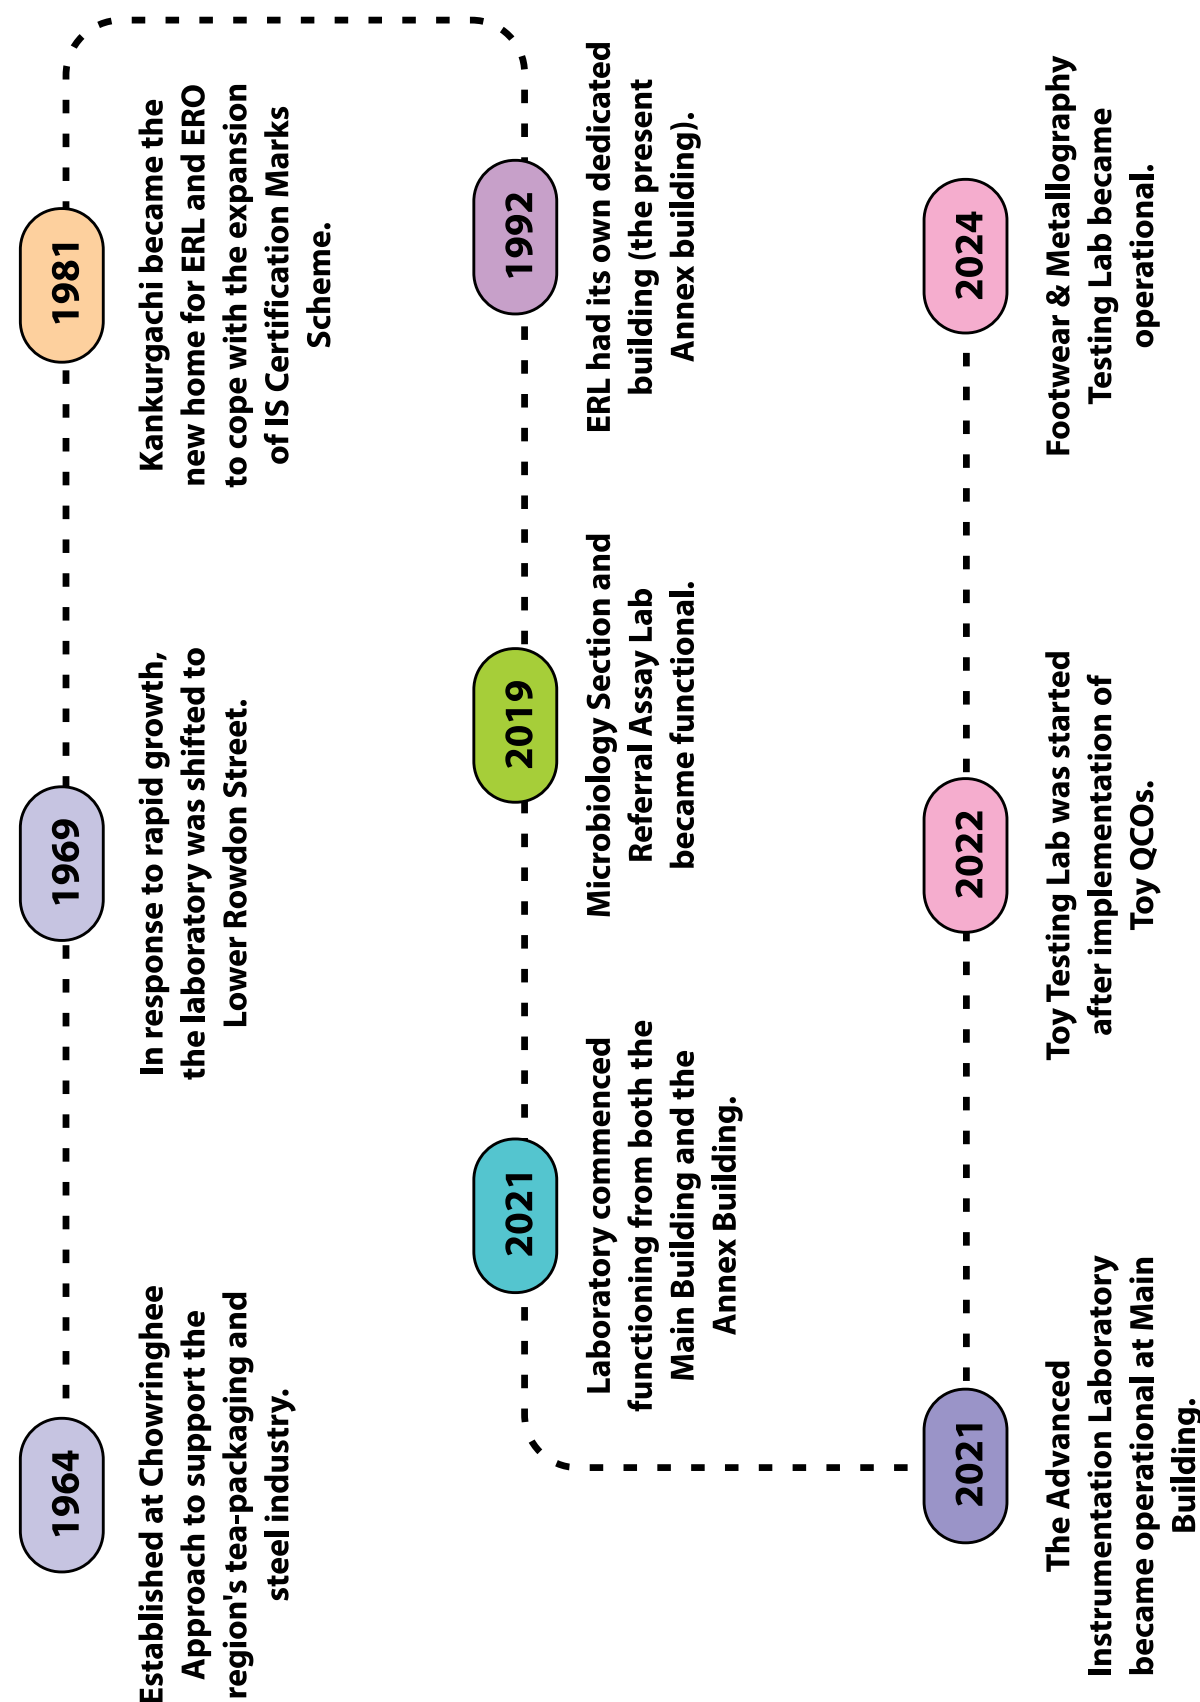 1964
Established at Chowringhee
Approach to support the
region's tea-packaging and
steel industry.
1969
In response to rapid growth,
the laboratory was shifted to
Lower Rowdon Street.
1981
Kankurgachi became the
new home for ERL and ERO
to cope with the expansion
of IS Certification Marks
Scheme.
1992
ERL had its own dedicated
building (the present
Annex building).
2019
Microbiology Section and
Referral Assay Lab
became functional.
2021
Laboratory commenced
functioning from both the
Main Building and the
Annex Building.
2021
The Advanced
Instrumentation Laboratory
became operational at Main
Building.
2022
Toy Testing Lab was started
after implementation of
Toy QCOs.
2024
Footwear & Metallography
Testing Lab became
operational.